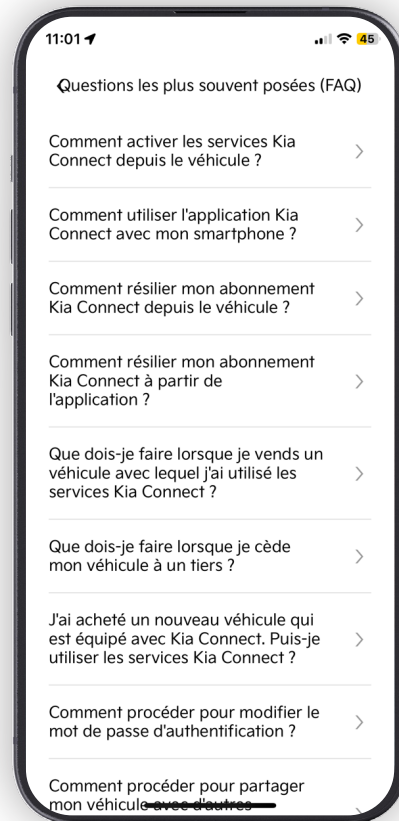 11:01
45
Questions les plus souvent posées (FAQ)
Comment activer les services Kia
Connect depuis le véhicule ?
Comment utiliser l'application Kia
Connect avec mon smartphone ?
Comment résilier mon abonnement
Kia Connect depuis le véhicule ?
Comment résilier mon abonnement
Kia Connect à partir de
l'application ?
Que dois-je faire lorsque je vends un
véhicule avec lequel j'ai utilisé les
services Kia Connect ?
Que dois-je faire lorsque je cède
mon véhicule à un tiers ?
J'ai acheté un nouveau véhicule qui
est équipé avec Kia Connect. Puis-je
utiliser les services Kia Connect ?
Comment procéder pour modifier le
mot de passe d'authentification ?
Comment procéder pour partager
mon véhicule avec d'autres